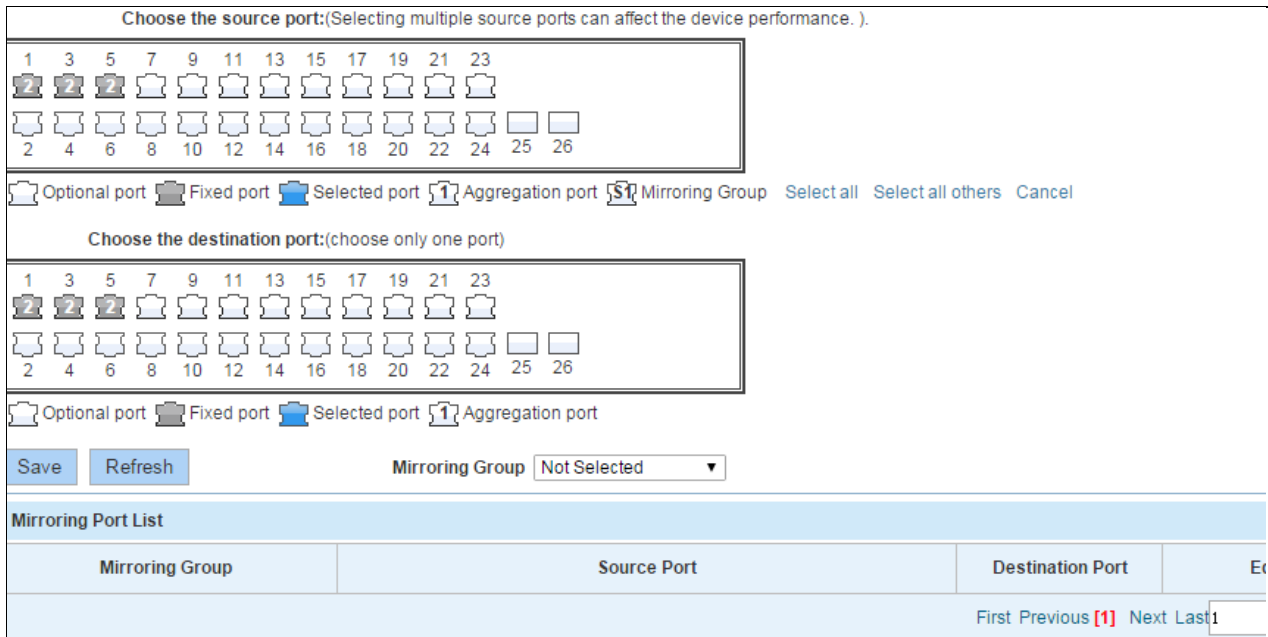 Choose the source port:(Selecting multiple source ports can affect the device performance. ).
1 3 5 7 9 11 13 15 17 19 21 23
2 2 2
2 4 6 8 10 12 14 16 18 20 22 24 25 26
Optional port Fixed port Selected port 1 Aggregation port S1 Mirroring Group Select all Select all others Cancel
Choose the destination port:(choose only one port)
1 3 5 7 9 11 13 15 17 19 21 23
2 2 2
2 4 6 8 10 12 14 16 18 20 22 24 25 26
Optional port Fixed port Selected port 1 Aggregation port
Save Refresh Mirroring Group Not Selected
Mirroring Port List
Mirroring Group Source Port Destination Port
First Previous [1] Next Last 1